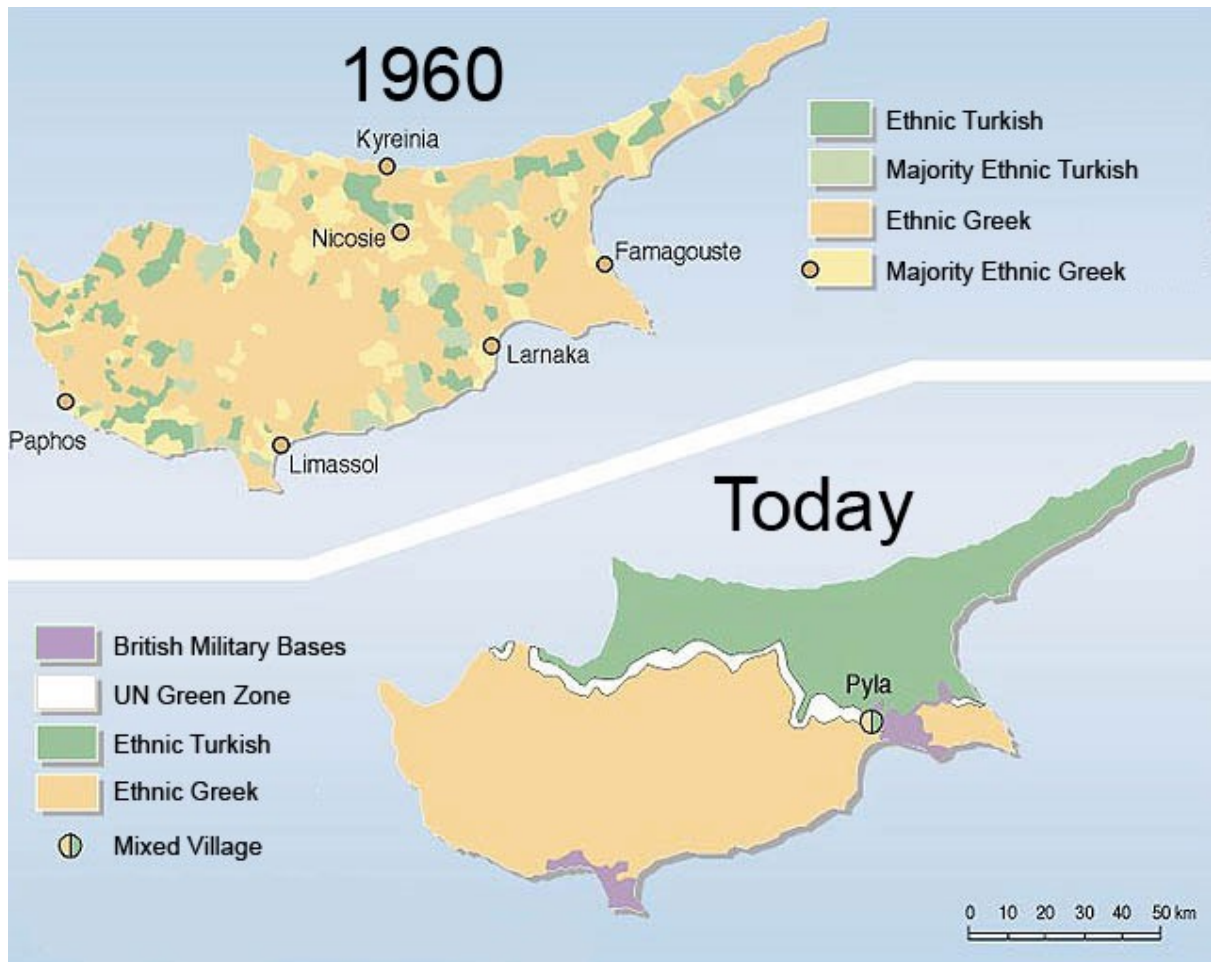 1960
Kyreinia
Nicosie
Famagouste
Larnaka
Paphos
Limassol
Ethnic Turkish
Majority Ethnic Turkish
Ethnic Greek
Majority Ethnic Greek
Today
Pyla
British Military Bases
UN Green Zone
Ethnic Turkish
Ethnic Greek
Mixed Village
0 10 20 30 40 50 km